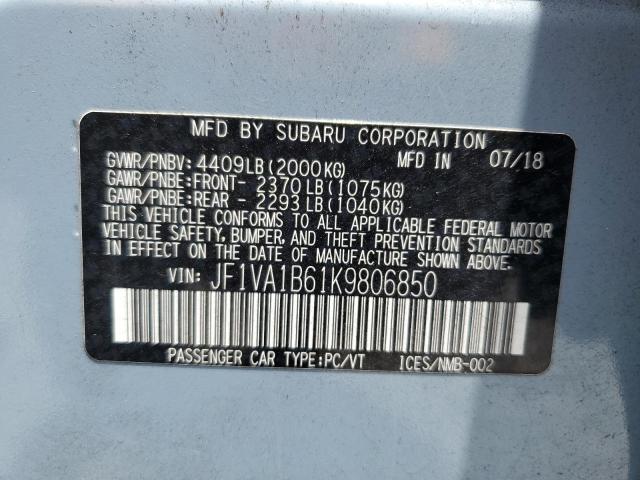 MFD BY SUBARU CORPORATION
GVWR/PNBV: 4409LB(2000KG) MFD IN 07/18
GAWR/PNBE:FRONT- 2370LB(1075KG)
GAWR/PNBE:REAR - 2293LB(1040KG)
THIS VEHICLE CONFORMS TO ALL APPLICABLE FEDERAL MOTOR
VEHICLE SAFETY, BUMPER, AND THEFT PREVENTION STANDARDS
IN EFFECT ON THE DATE OF MANUFACTURE SHOWN ABOVE.
VIN: JF1VA1B61K9806850
PASSENGER CAR TYPE:PC/VT ICES/NMB-002